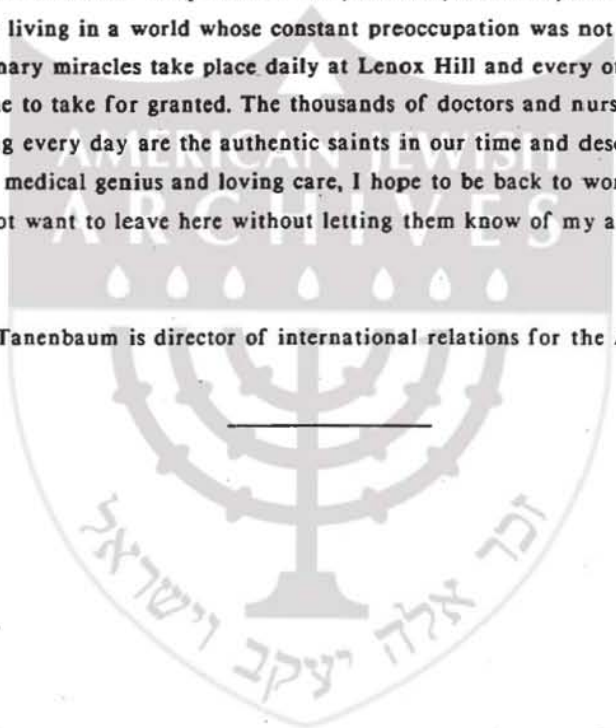 living in a world whose constant preoccupation was not
nary miracles take place daily at Lenox Hill and every o
e to take for granted. The thousands of doctors and nurs
g every day are the authentic saints in our time and des
medical genius and loving care, I hope to be back to wor
ot want to leave here without letting them know of my a
Tanenbaum is director of international relations for the
AMERICAN JEWISH
ARCHIVES
זכר אלה יעקב וישראל